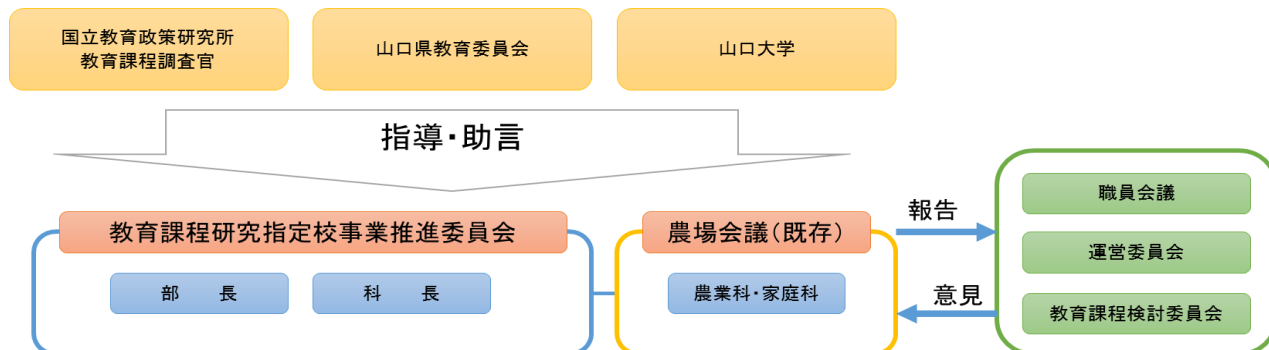 国立教育政策研究所
教育課程調査官
山口県教育委員会
山口大学
指導・助言
教育課程研究指定校事業推進委員会
部　　長
科　　長
農場会議(既存)
農業科・家庭科
報告
意見
職員会議
運営委員会
教育課程検討委員会